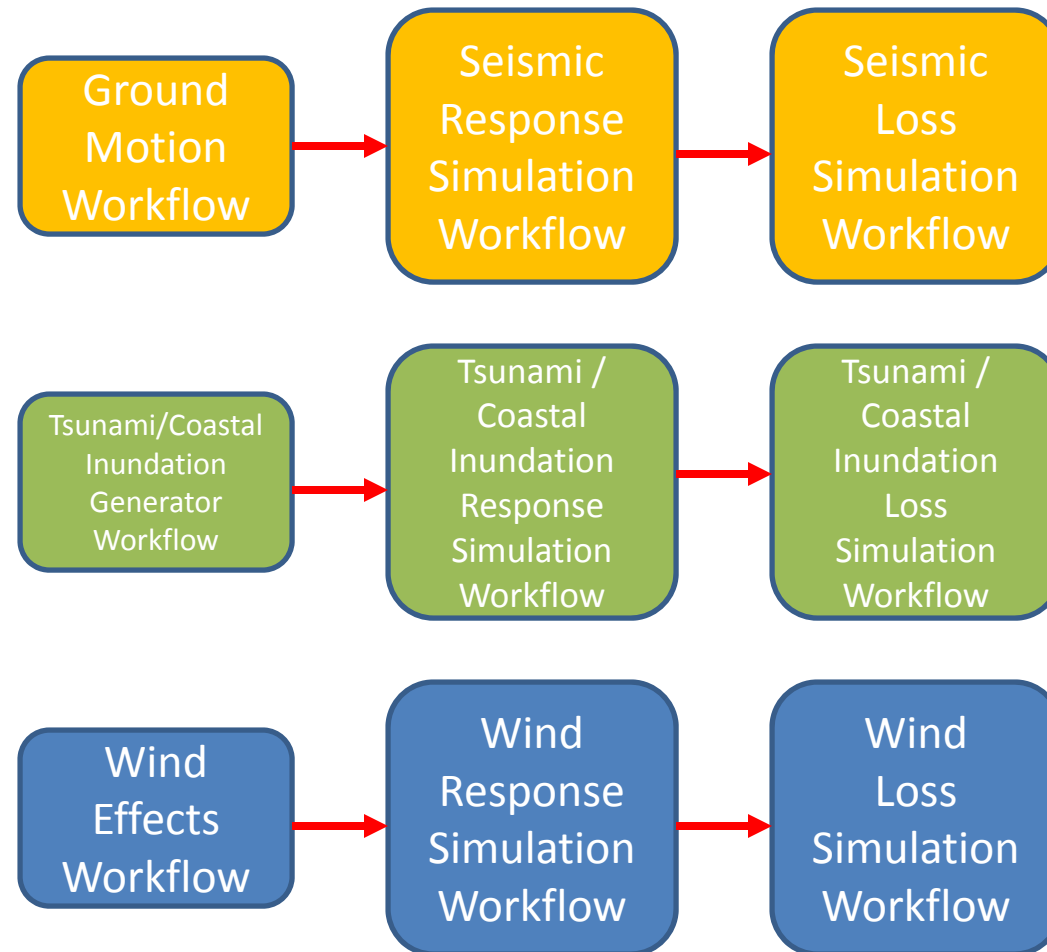 Ground
Motion
Workflow
Seismic
Response
Simulation
Workflow
Seismic
Loss
Simulation
Workflow
Tsunami/Coastal
Inundation
Generator
Workflow
Tsunami /
Coastal
Inundation
Response
Simulation
Workflow
Tsunami /
Coastal
Inundation
Loss
Simulation
Workflow
Wind
Effects
Workflow
Wind
Response
Simulation
Workflow
Wind
Loss
Simulation
Workflow